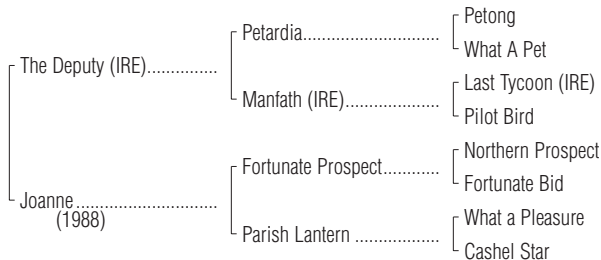 Petong
Petardia.......................
What A Pet
The Deputy (IRE)...............
Last Tycoon (IRE)
Manfath (IRE)....................
Pilot Bird
Northern Prospect
Fortunate Prospect............
Fortunate Bid
Joanne .............................
(1988)
What a Pleasure
Parish Lantern ..................
Cashel Star